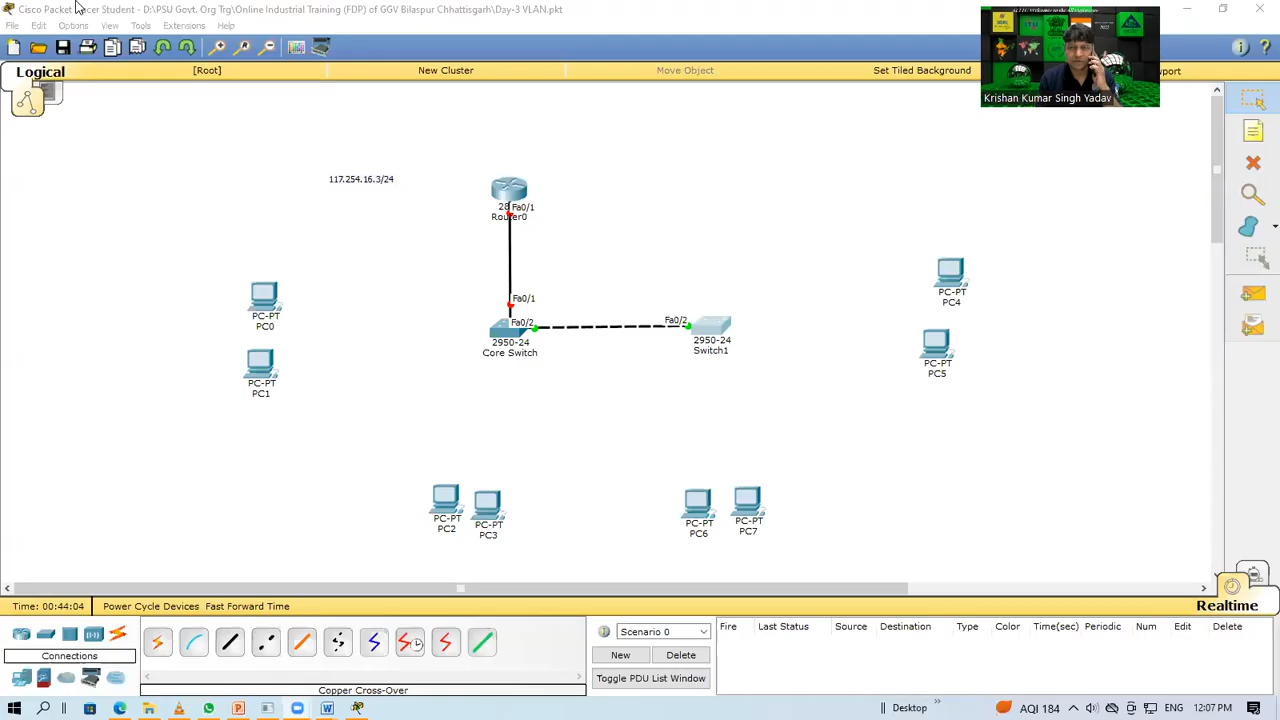 Cisco Packet Tracer Student - D:\PSU Govt. Org Trg\Online Industrial Training (FDP) of GGV Bilaspur Chhattisgarh\Day-3 VLAN.pkt
File Edit Options View Tools Extensions Help
Logical
[Root]
New Cluster
Move Object
Set Tiled Background
Krishan Kumar Singh Yadav
117.254.16.3/24
Fa0/1
Router0
Fa0/1
Fa0/2
2950-24
Core Switch
Fa0/2
2950-24
Switch1
PC-PT
PC0
PC-PT
PC1
PC-PT
PC4
PC-PT
PC5
PC-PT
PC2
PC-PT
PC3
PC-PT
PC6
PC-PT
PC7
Time: 00:44:04
Power Cycle Devices Fast Forward Time
Realtime
Connections
Copper Cross-Over
Scenario 0
New
Delete
Toggle PDU List Window
Fire Last Status Source Destination Type Color Time(sec) Periodic Num Edit Delete
Desktop
AQI 184
ENG
12:07 PM